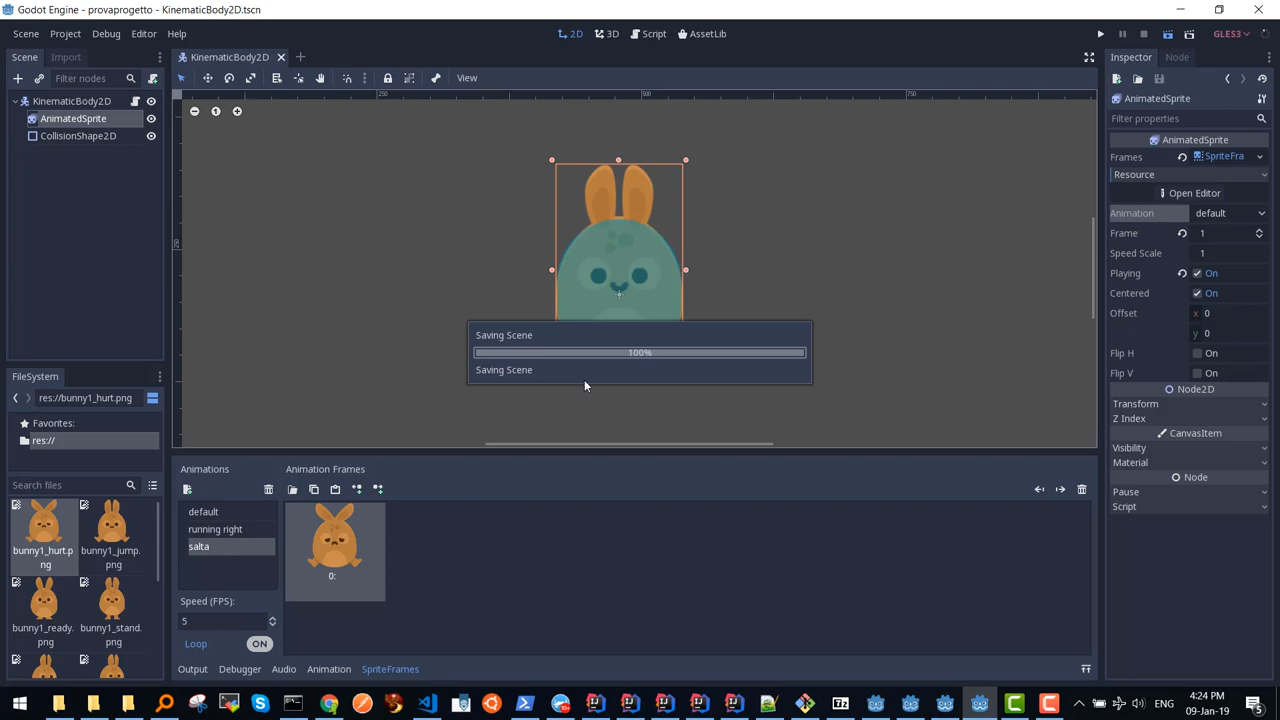 Godot Engine - provaprogetto - KinematicBody2D.tscn
Scene Project Debug Editor Help
2D 3D Script AssetLib
GLES3
Scene Import
KinematicBody2D
Inspector Node
Filter nodes
View
KinematicBody2D
AnimatedSprite
CollisionShape2D
250 500 750
250
1
AnimatedSprite
Filter properties
AnimatedSprite
Frames SpriteFra
Resource
Open Editor
Animation default
Frame 1
Speed Scale 1
Playing On
Centered On
Offset x 0
y 0
Flip H On
Flip V On
Node2D
Transform
Z Index
CanvasItem
Visibility
Material
Node
Pause
Script
Saving Scene
100%
Saving Scene
FileSystem
res://bunny1_hurt.png
Favorites:
res://
Search files
bunny1_hurt.p
ng
bunny1_jump.
png
bunny1_ready.
png
bunny1_stand.
png
Animations
default
running right
salta
Speed (FPS):
5
Loop ON
Animation Frames
0:
Output Debugger Audio Animation SpriteFrames
4:24 PM
09-Jan-19